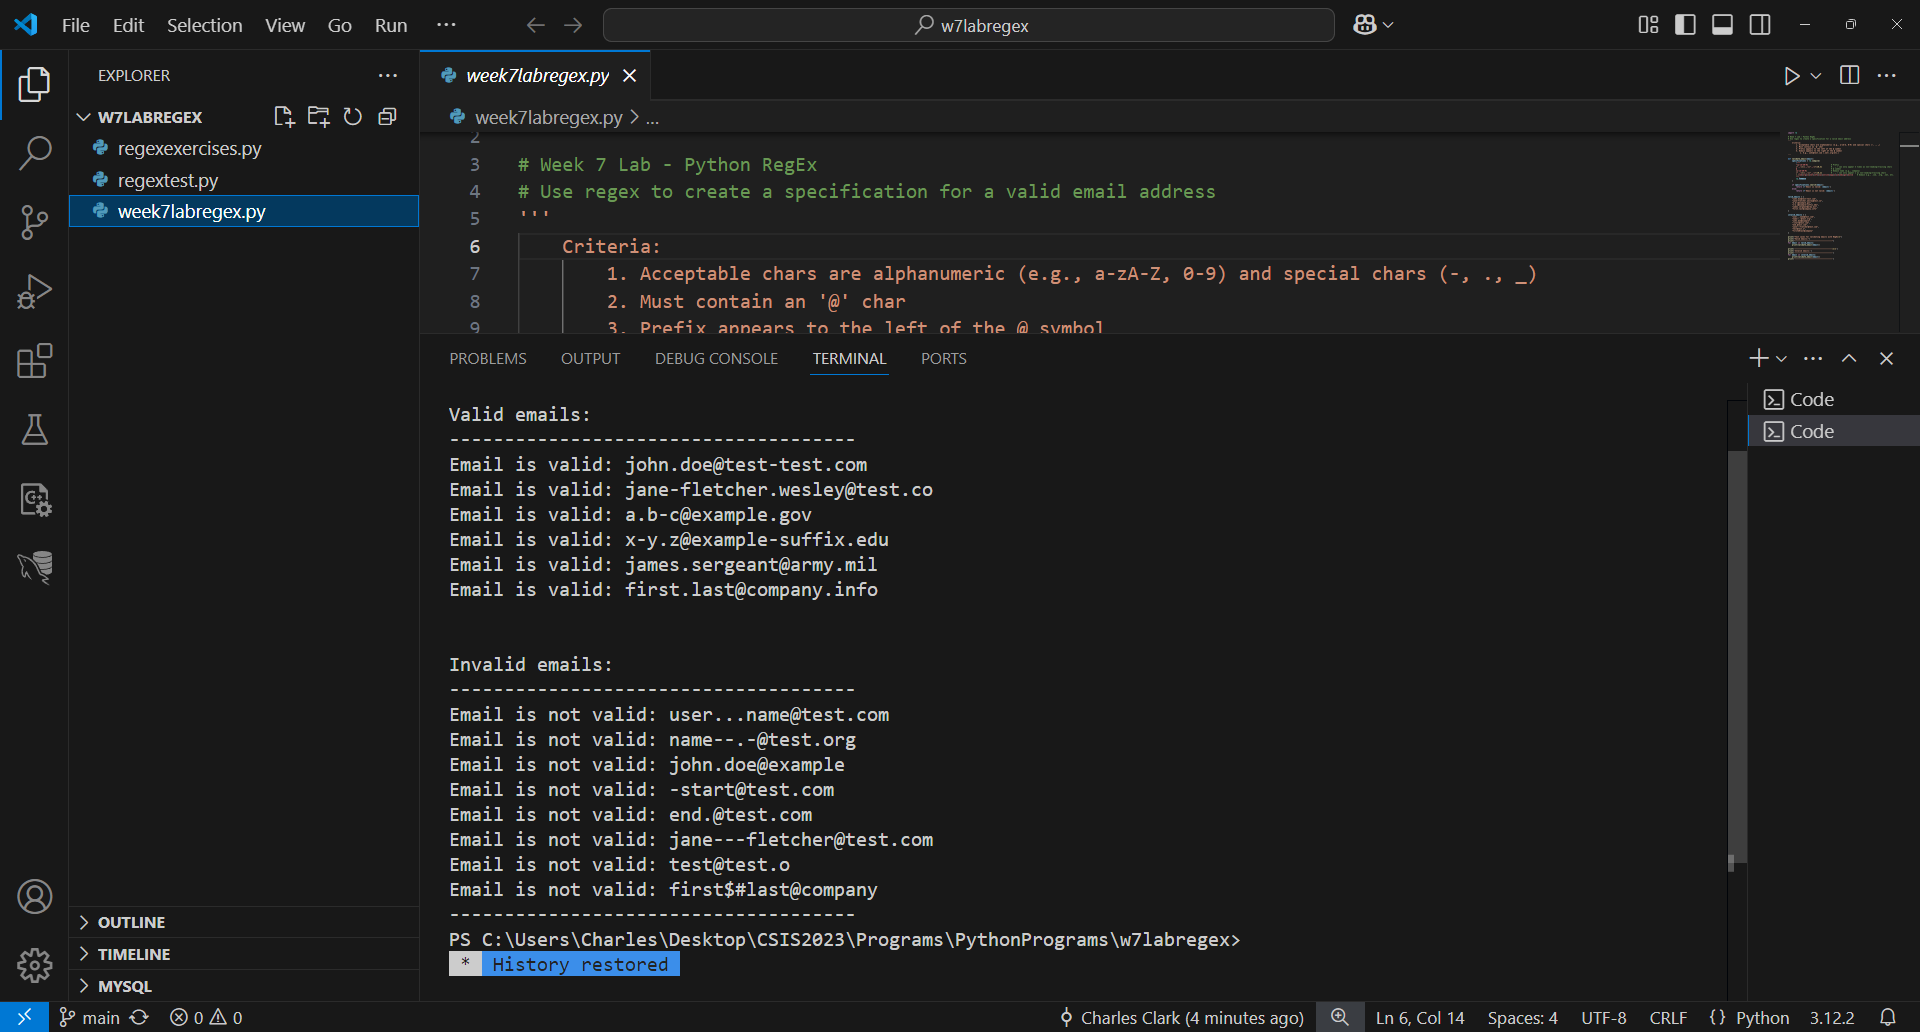 File Edit Selection View Go Run ... w7labregex
EXPLORER ...
W7LABREGEX
regexexercises.py
regextest.py
week7labregex.py
OUTLINE
TIMELINE
MYSQL
week7labregex.py
week7labregex.py > ...
2
3 # Week 7 Lab - Python RegEx
4 # Use regex to create a specification for a valid email address
5 '''
6 Criteria:
7 1. Acceptable chars are alphanumeric (e.g., a-zA-Z, 0-9) and special chars (-, ., _)
8 2. Must contain an '@' char
9 3. Prefix appears to the left of the @ symbol
PROBLEMS OUTPUT DEBUG CONSOLE TERMINAL PORTS
Code
Code
Valid emails:
-------------------------------------
Email is valid: john.doe@test-test.com
Email is valid: jane-fletcher.wesley@test.co
Email is valid: a.b-c@example.gov
Email is valid: x-y.z@example-suffix.edu
Email is valid: james.sergeant@army.mil
Email is valid: first.last@company.info
Invalid emails:
-------------------------------------
Email is not valid: user...name@test.com
Email is not valid: name--.-@test.org
Email is not valid: john.doe@example
Email is not valid: -start@test.com
Email is not valid: end.@test.com
Email is not valid: jane---fletcher@test.com
Email is not valid: test@test.o
Email is not valid: first$#last@company
-------------------------------------
PS C:\Users\Charles\Desktop\CSIS2023\Programs\PythonPrograms\w7labregex>
* History restored
main 0 0 Charles Clark (4 minutes ago) Ln 6, Col 14 Spaces: 4 UTF-8 CRLF {} Python 3.12.2